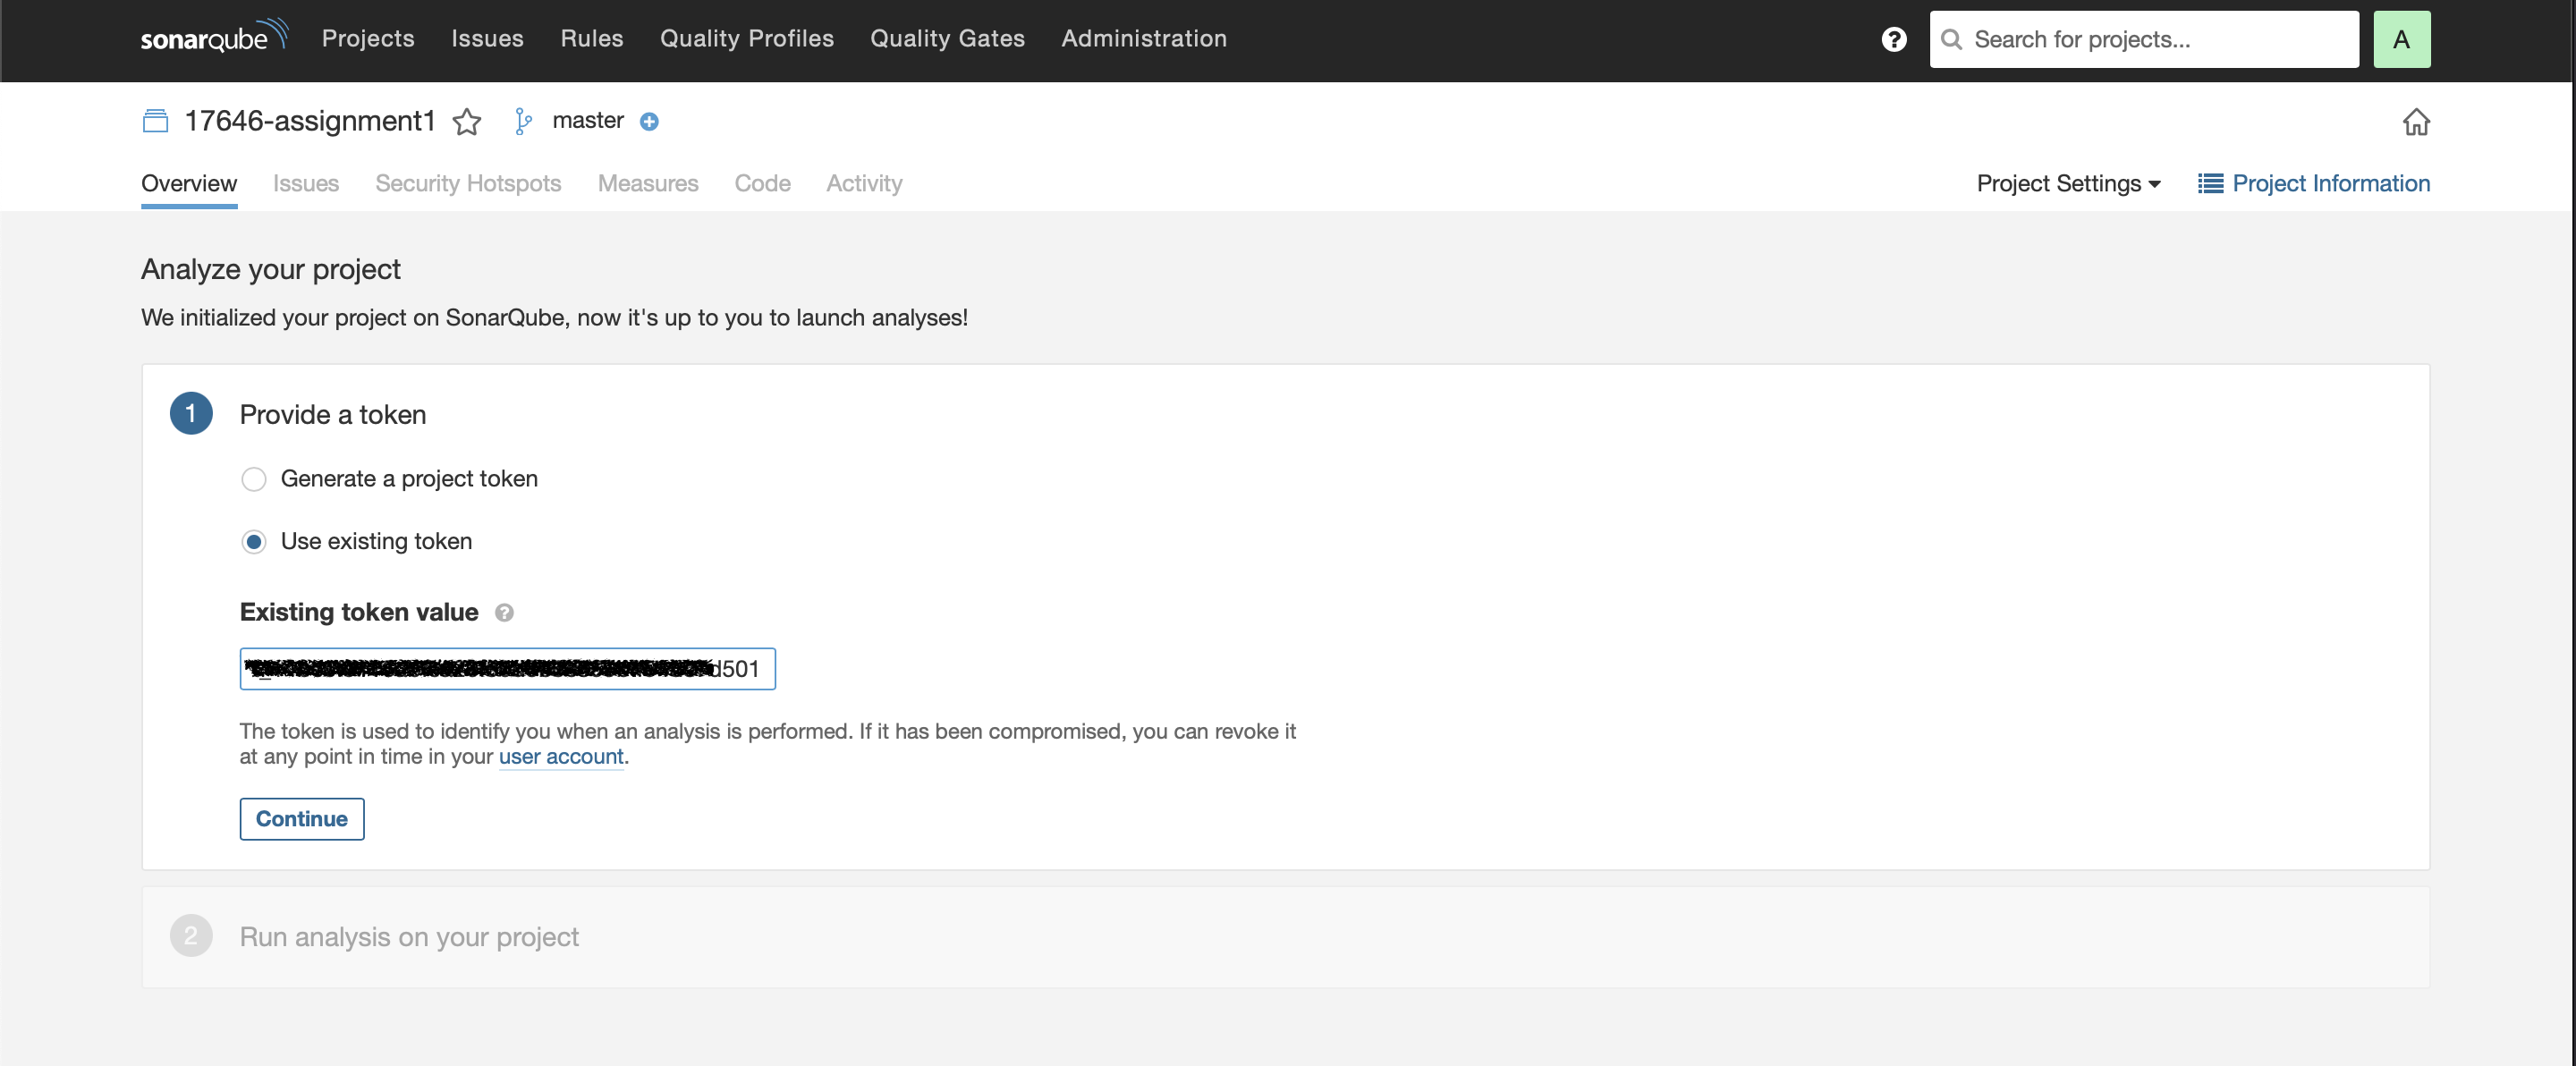 sonarqube Projects Issues Rules Quality Profiles Quality Gates Administration ? Search for projects... A
17646-assignment1 master
Overview Issues Security Hotspots Measures Code Activity Project Settings Project Information
Analyze your project
We initialized your project on SonarQube, now it's up to you to launch analyses!
1 Provide a token
Generate a project token
Use existing token
Existing token value ?
d501
The token is used to identify you when an analysis is performed. If it has been compromised, you can revoke it
at any point in time in your user account.
Continue
2 Run analysis on your project